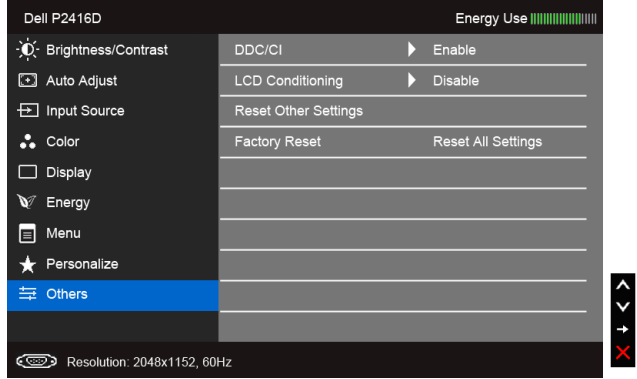 Dell P2416D Energy Use
Brightness/Contrast DDC/CI Enable
Auto Adjust LCD Conditioning Disable
Input Source Reset Other Settings
Color Factory Reset Reset All Settings
Display
Energy
Menu
Personalize
Others
Resolution: 2048x1152, 60Hz